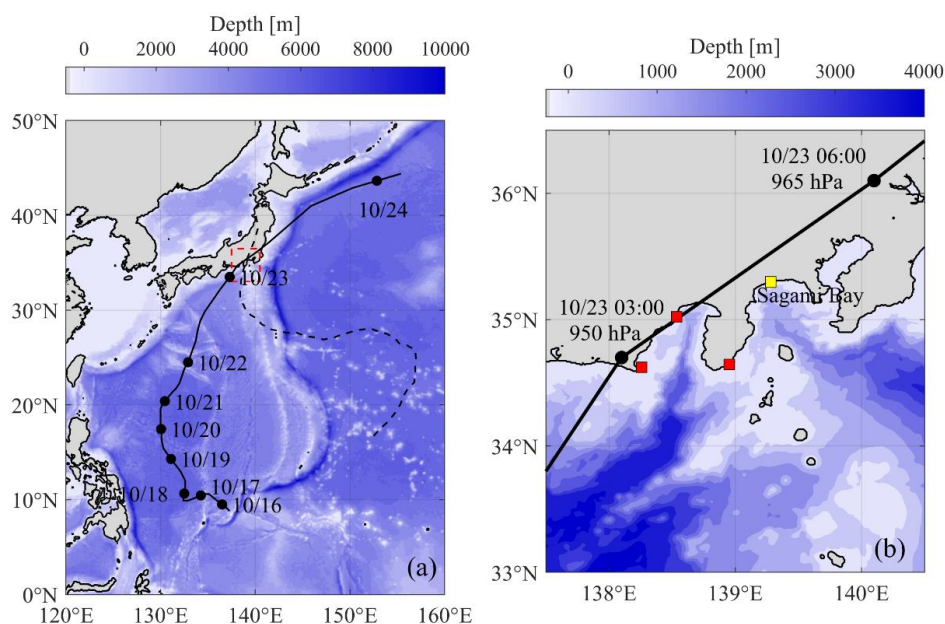 Depth [m]
0 2000 4000 6000 8000 10000
50°N
40°N
30°N
20°N
10°N
0°N
120°E 130°E 140°E 150°E 160°E
10/24
10/23
10/22
10/21
10/20
10/19
10/18
10/17
10/16
(a)
Depth [m]
0 1000 2000 3000 4000
36°N
35°N
34°N
33°N
138°E 139°E 140°E
10/23 06:00
965 hPa
Sagami Bay
10/23 03:00
950 hPa
(b)